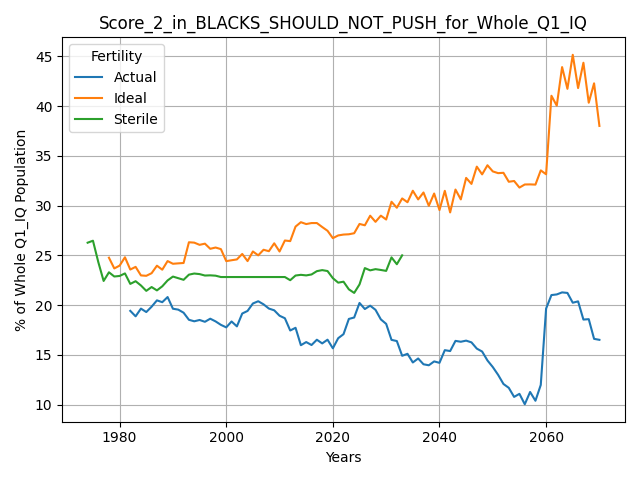 Score_2_in_BLACKS_SHOULD_NOT_PUSH_for_Whole_Q1_IQ
Fertility
Actual
Ideal
Sterile
% of Whole Q1_IQ Population
45
40
35
30
25
20
15
10
1980
2000
2020
2040
2060
Years